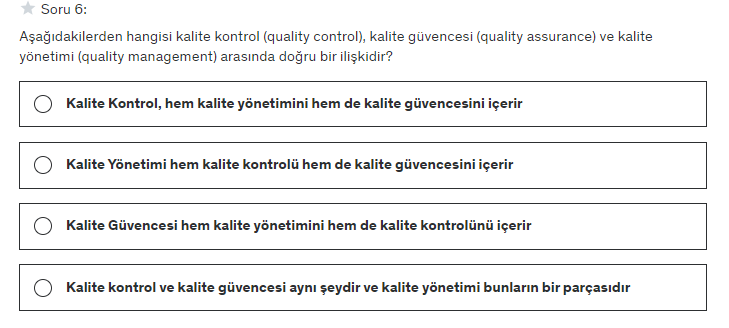 Soru 6:
Aşağıdakilerden hangisi kalite kontrol (quality control), kalite güvencesi (quality assurance) ve kalite
yönetimi (quality management) arasında doğru bir ilişkidir?
Kalite Kontrol, hem kalite yönetimini hem de kalite güvencesini içerir
Kalite Yönetimi hem kalite kontrolü hem de kalite güvencesini içerir
Kalite Güvencesi hem kalite yönetimini hem de kalite kontrolünü içerir
Kalite kontrol ve kalite güvencesi aynı şeydir ve kalite yönetimi bunların bir parçasıdır